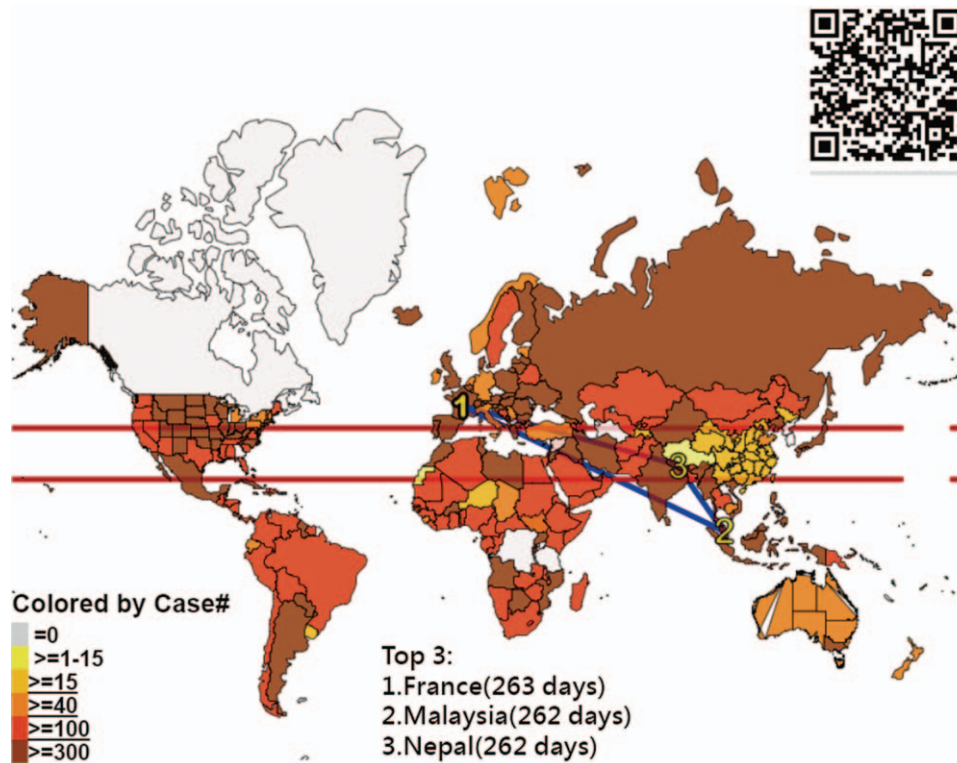 1
3
2
Colored by Case#
=0
>=1-15
>=15
>=40
>=100
>=300
Top 3:
1.France(263 days)
2.Malaysia(262 days)
3.Nepal(262 days)